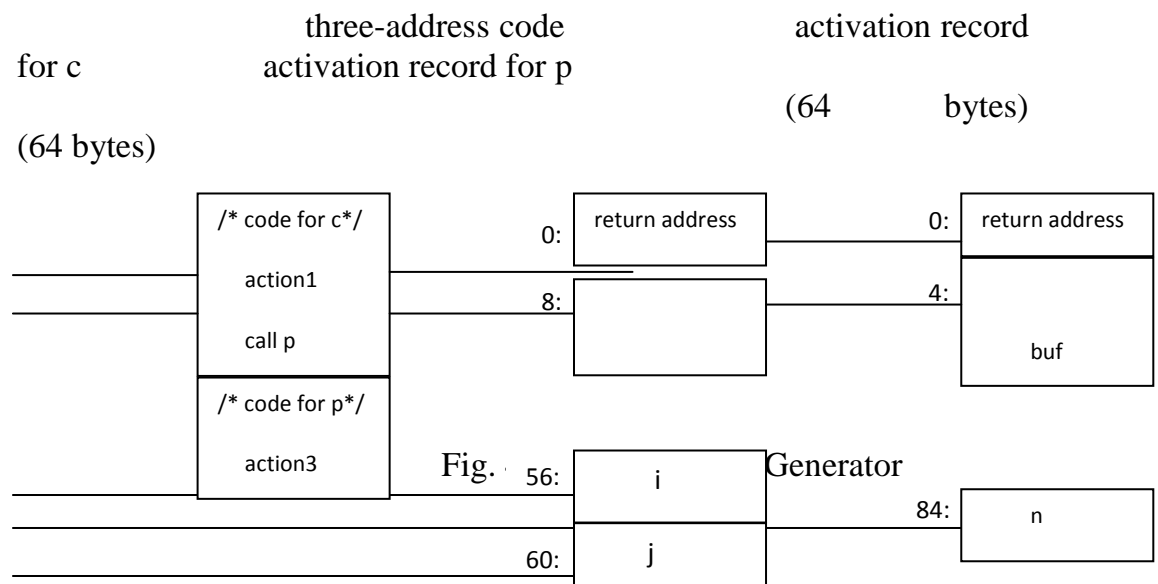 three-address code activation record
for c activation record for p
(64 bytes)
(64 bytes)
/* code for c*/
action1
call p
/* code for p*/
action3
0: return address
8:
0: return address
4:
buf
Fig. Generator
56: i
60: j
84: n